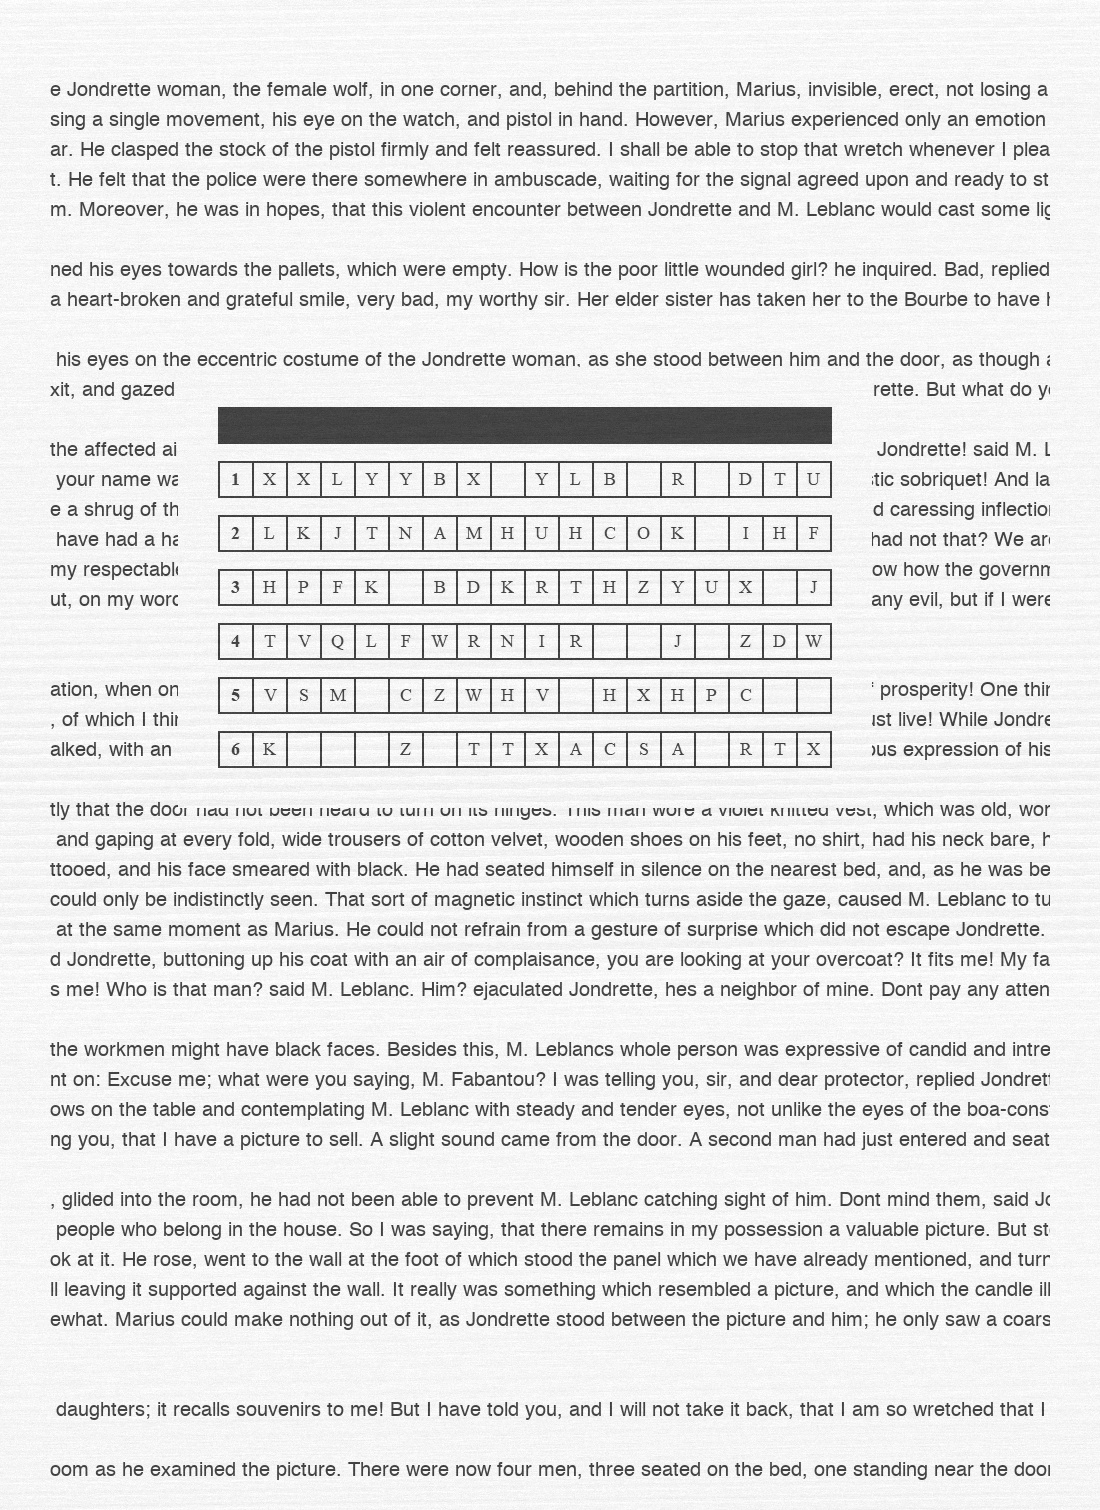 e Jondrette woman, the female wolf, in one corner, and, behind the partition, Marius, invisible, erect, not losing a
sing a single movement, his eye on the watch, and pistol in hand. However, Marius experienced only an emotion
ar. He clasped the stock of the pistol firmly and felt reassured. I shall be able to stop that wretch whenever I plea
t. He felt that the police were there somewhere in ambuscade, waiting for the signal agreed upon and ready to st
m. Moreover, he was in hopes, that this violent encounter between Jondrette and M. Leblanc would cast some lig
ned his eyes towards the pallets, which were empty. How is the poor little wounded girl? he inquired. Bad, replied
a heart-broken and grateful smile, very bad, my worthy sir. Her elder sister has taken her to the Bourbe to have
his eyes on the eccentric costume of the Jondrette woman, as she stood between him and the door, as though a
xit, and gazed rette. But what do y
the affected ai Jondrette! said M. L
your name wa tic sobriquet! And la
e a shrug of th d caressing inflection
have had a ha had not that? We are
my respectable ow how the governm
ut, on my word any evil, but if I were
ation, when on prosperity! One thin
, of which I thin ust live! While Jondre
alked, with an ous expression of his
1 X X L Y Y B X Y L B R D T U
2 L K J T N A M H U H C O K I H F
3 H P F K B D K R T H Z Y U X J
4 T V Q L F W R N I R J Z D W
5 V S M C Z W H V H X H P C
6 K Z T T X A C S A R T X
tly that the door had not been heard to turn on its hinges. This man wore a violet knitted vest, which was old, wor
and gaping at every fold, wide trousers of cotton velvet, wooden shoes on his feet, no shirt, had his neck bare, h
ttooed, and his face smeared with black. He had seated himself in silence on the nearest bed, and, as he was be
could only be indistinctly seen. That sort of magnetic instinct which turns aside the gaze, caused M. Leblanc to tu
at the same moment as Marius. He could not refrain from a gesture of surprise which did not escape Jondrette.
d Jondrette, buttoning up his coat with an air of complaisance, you are looking at your overcoat? It fits me! My fa
s me! Who is that man? said M. Leblanc. Him? ejaculated Jondrette, hes a neighbor of mine. Dont pay any atten
the workmen might have black faces. Besides this, M. Leblancs whole person was expressive of candid and intre
nt on: Excuse me; what were you saying, M. Fabantou? I was telling you, sir, and dear protector, replied Jondrett
ows on the table and contemplating M. Leblanc with steady and tender eyes, not unlike the eyes of the boa-cons
ng you, that I have a picture to sell. A slight sound came from the door. A second man had just entered and seat
, glided into the room, he had not been able to prevent M. Leblanc catching sight of him. Dont mind them, said Jo
people who belong in the house. So I was saying, that there remains in my possession a valuable picture. But st
ok at it. He rose, went to the wall at the foot of which stood the panel which we have already mentioned, and turn
ll leaving it supported against the wall. It really was something which resembled a picture, and which the candle ill
ewhat. Marius could make nothing out of it, as Jondrette stood between the picture and him; he only saw a coars
daughters; it recalls souvenirs to me! But I have told you, and I will not take it back, that I am so wretched that I
oom as he examined the picture. There were now four men, three seated on the bed, one standing near the door